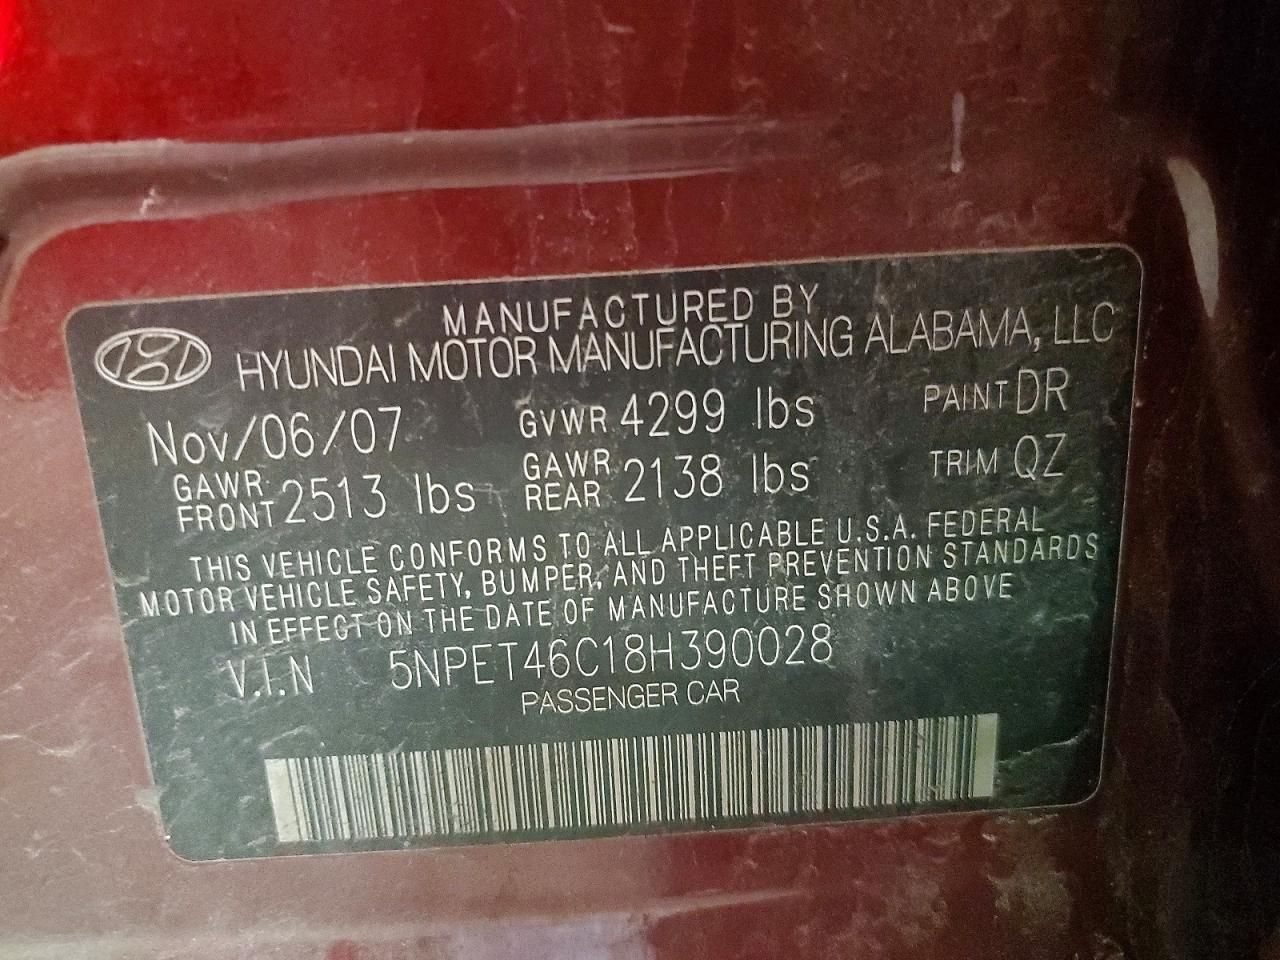 MANUFACTURED BY
HYUNDAI MOTOR MANUFACTURING ALABAMA, LLC
Nov/06/07 GVWR 4299 lbs PAINT DR
GAWR FRONT 2513 lbs GAWR REAR 2138 lbs TRIM QZ
THIS VEHICLE CONFORMS TO ALL APPLICABLE U.S.A. FEDERAL
MOTOR VEHICLE SAFETY, BUMPER, AND THEFT PREVENTION STANDARDS
IN EFFECT ON THE DATE OF MANUFACTURE SHOWN ABOVE
V.I.N 5NPET46C18H390028
PASSENGER CAR